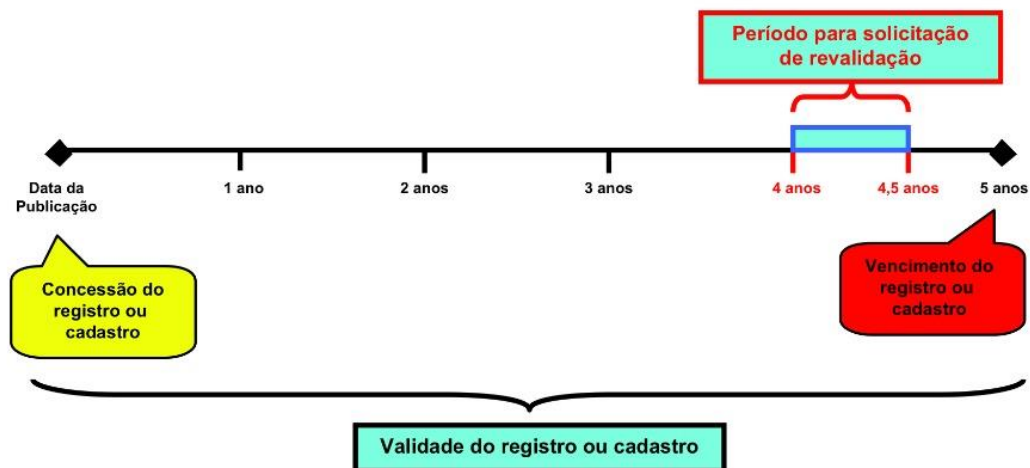 Período para solicitação
de revalidação
1 ano
2 anos
3 anos
4 anos
4,5 anos
5 anos
Data da
Publicação
Concessão do
registro ou
cadastro
Vencimento do
registro ou
cadastro
Validade do registro ou cadastro